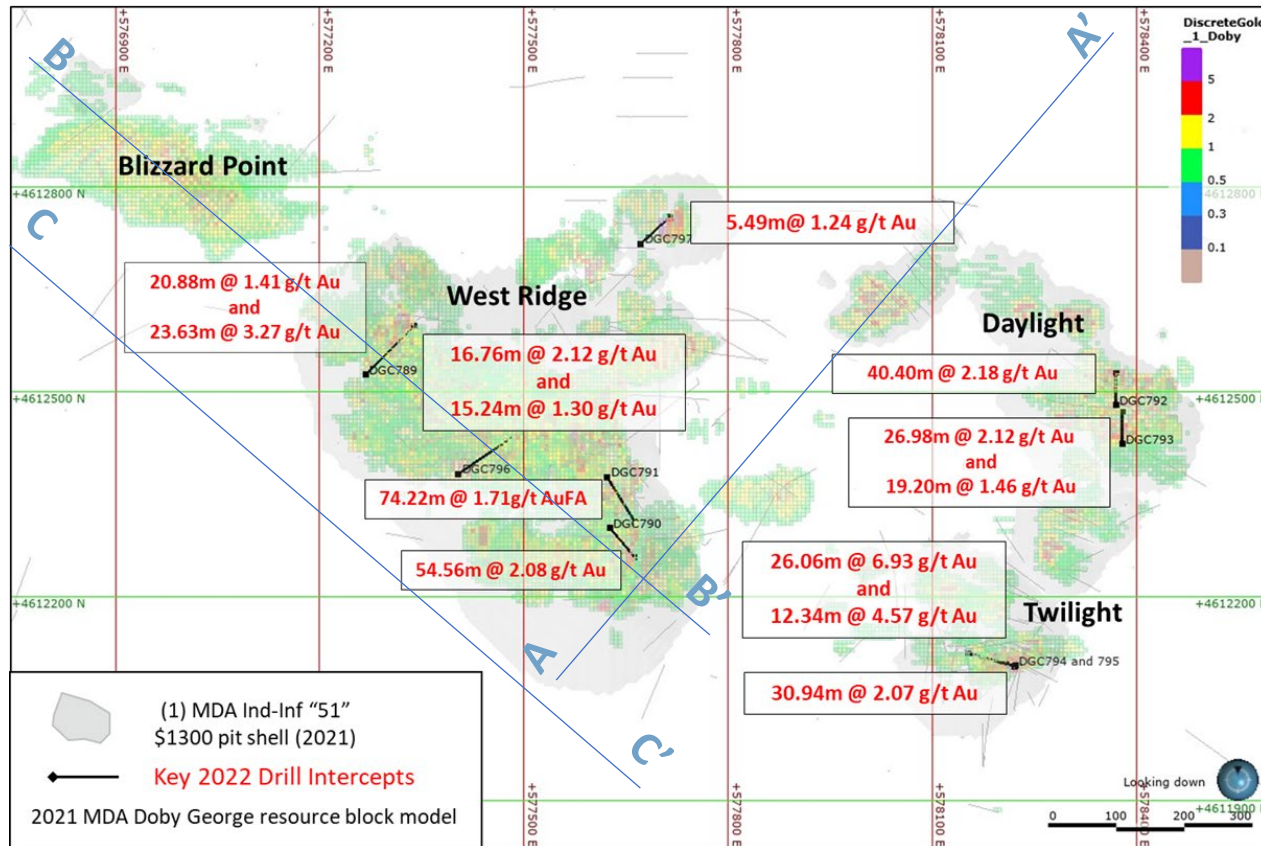 +576900 E
+577200 E
+577500 E
+577800 E
+578100 E
+578400 E
DiscreteGold
_1_Doby
5
2
1
0.5
0.3
0.1
B
A'
Blizzard Point
+4612800 N
4612800 N
C
5.49m@ 1.24 g/t Au
DGC797
20.88m @ 1.41 g/t Au
and
23.63m @ 3.27 g/t Au
West Ridge
Daylight
16.76m @ 2.12 g/t Au
and
15.24m @ 1.30 g/t Au
DGC789
40.40m @ 2.18 g/t Au
DGC792
+4612500 N
+4612500 N
26.98m @ 2.12 g/t Au
and
19.20m @ 1.46 g/t Au
DGC793
DGC796
DGC791
74.22m @ 1.71g/t AuFA
DGC790
54.56m @ 2.08 g/t Au
26.06m @ 6.93 g/t Au
and
12.34m @ 4.57 g/t Au
B'
+4612200 N
+4612200 N
Twilight
A
DGC794 and 795
30.94m @ 2.07 g/t Au
C'
(1) MDA Ind-Inf “51”
$1300 pit shell (2021)
Key 2022 Drill Intercepts
2021 MDA Doby George resource block model
+577500 E
+577800 E
+578100 E
+578400 E
Looking down
+4611900 N
0 100 200 300